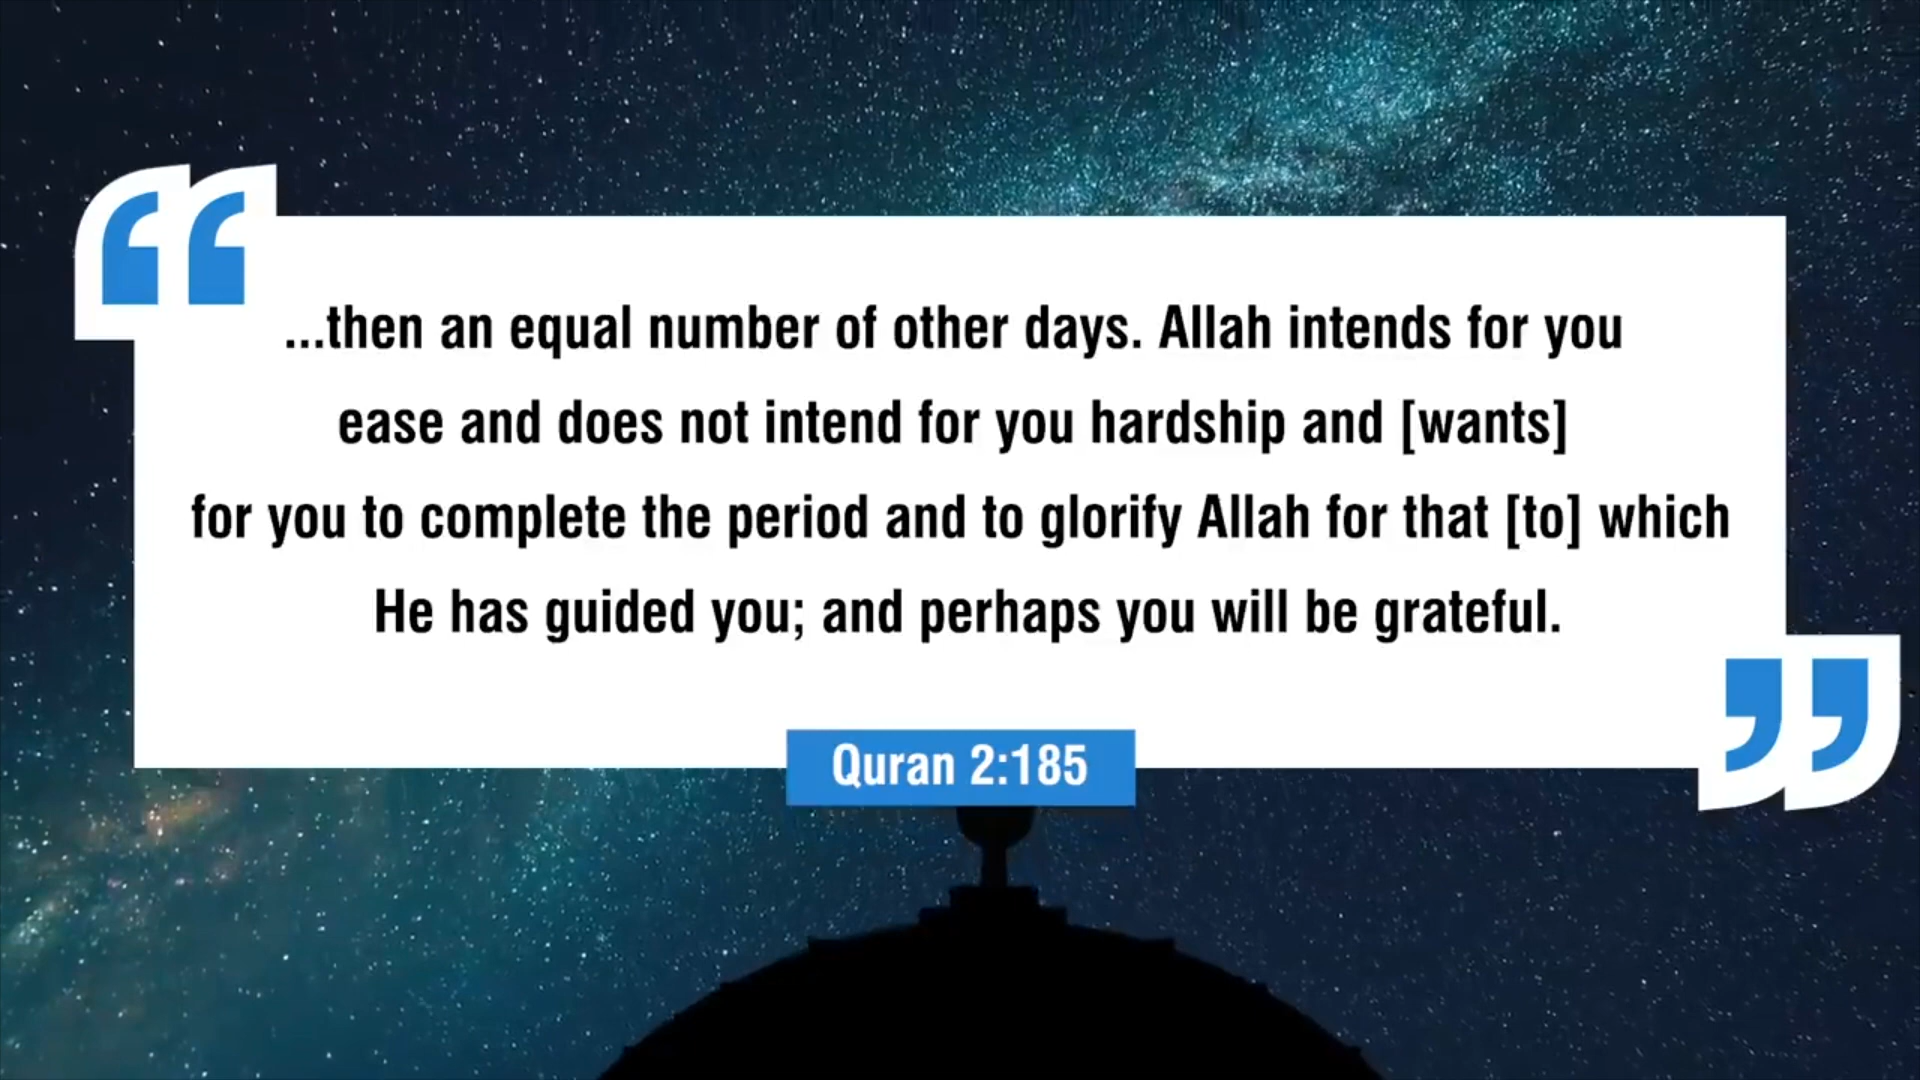 “
...then an equal number of other days. Allah intends for you
ease and does not intend for you hardship and [wants]
for you to complete the period and to glorify Allah for that [to] which
He has guided you; and perhaps you will be grateful.
”
Quran 2:185